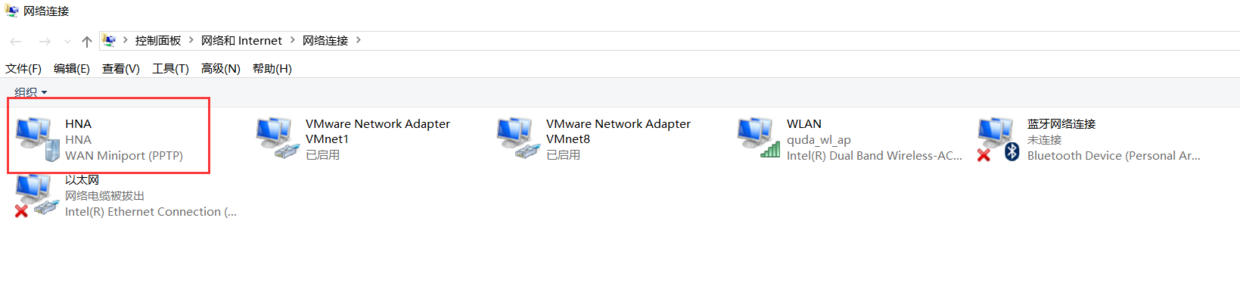 网络连接
控制面板 > 网络和 Internet > 网络连接 >
文件(F) 编辑(E) 查看(V) 工具(T) 高级(N) 帮助(H)
组织
HNA
HNA
WAN Miniport (PPTP)
VMware Network Adapter
VMnet1
已启用
VMware Network Adapter
VMnet8
已启用
WLAN
quda_wl_ap
Intel(R) Dual Band Wireless-AC...
蓝牙网络连接
未连接
Bluetooth Device (Personal Ar...
以太网
网络电缆被拔出
Intel(R) Ethernet Connection (...